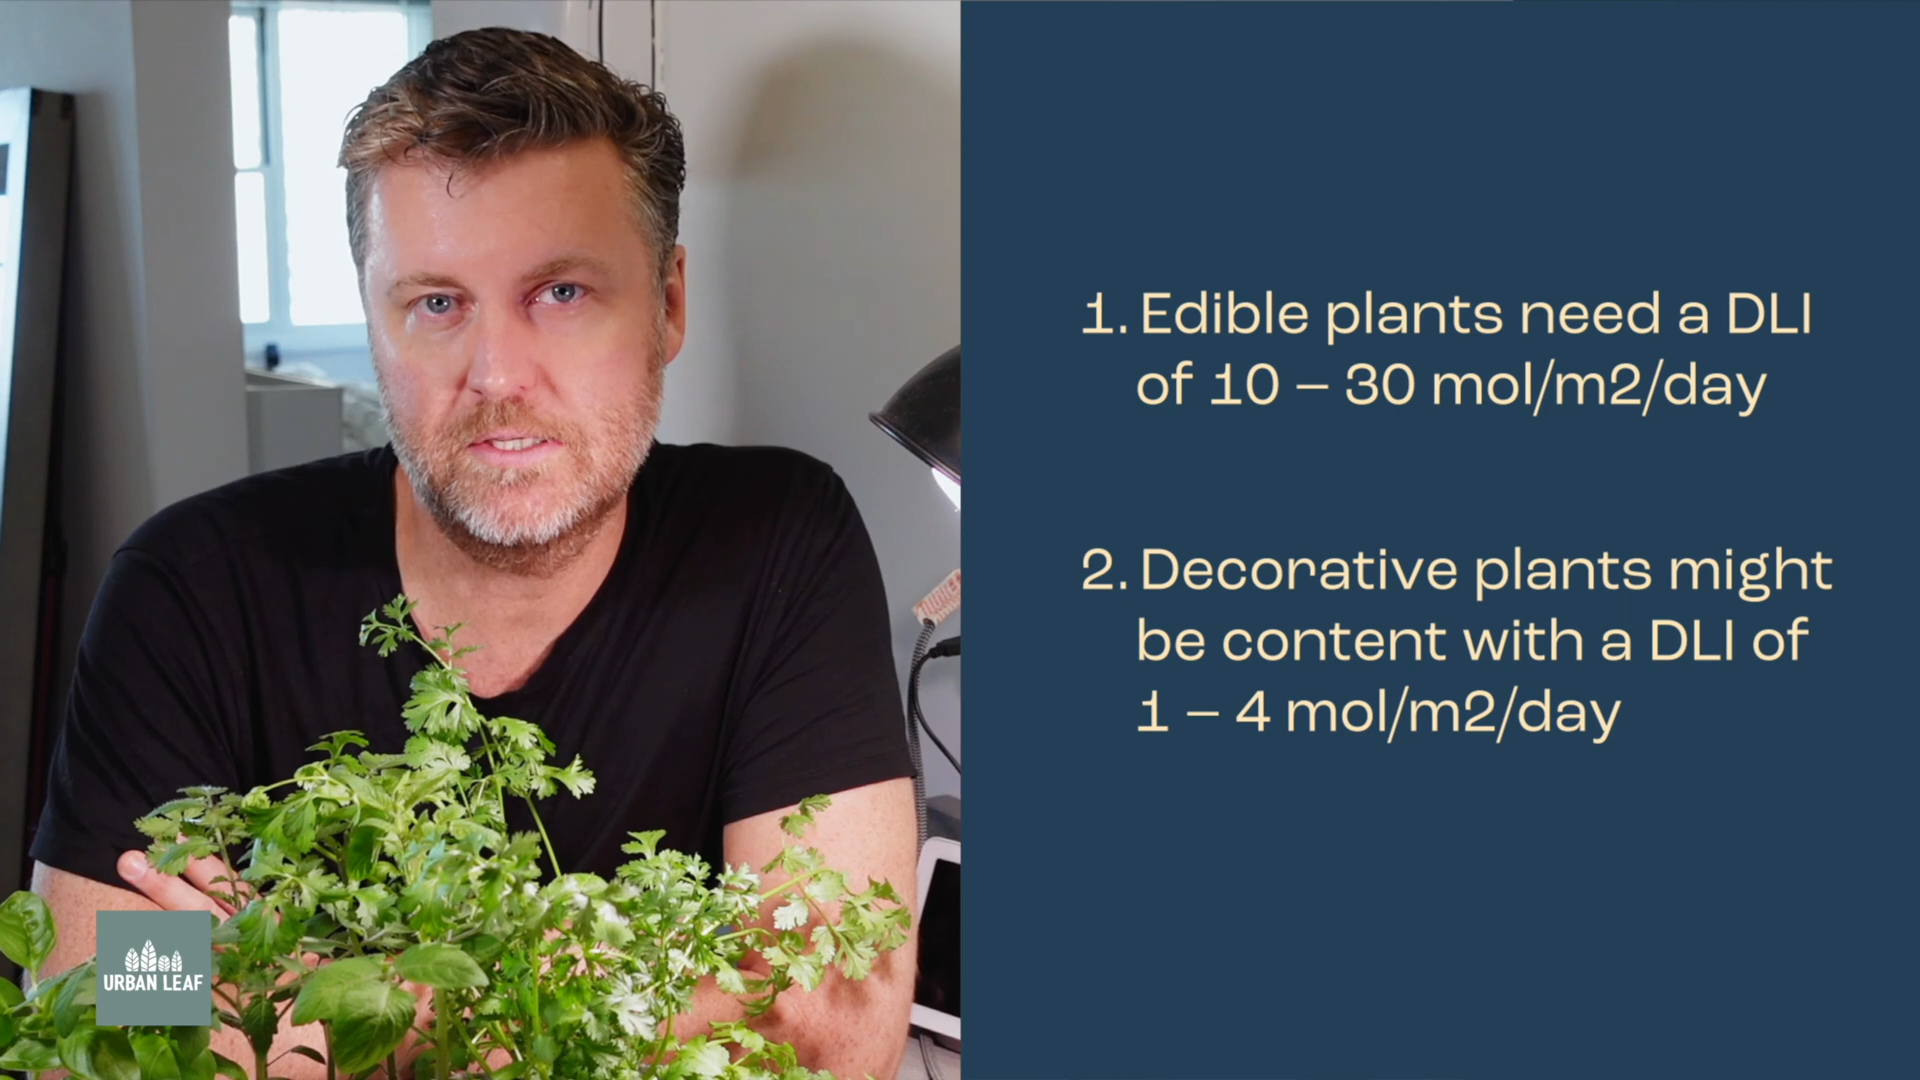 1. Edible plants need a DLI
of 10 – 30 mol/m2/day
2. Decorative plants might
be content with a DLI of
1 – 4 mol/m2/day
URBAN LEAF